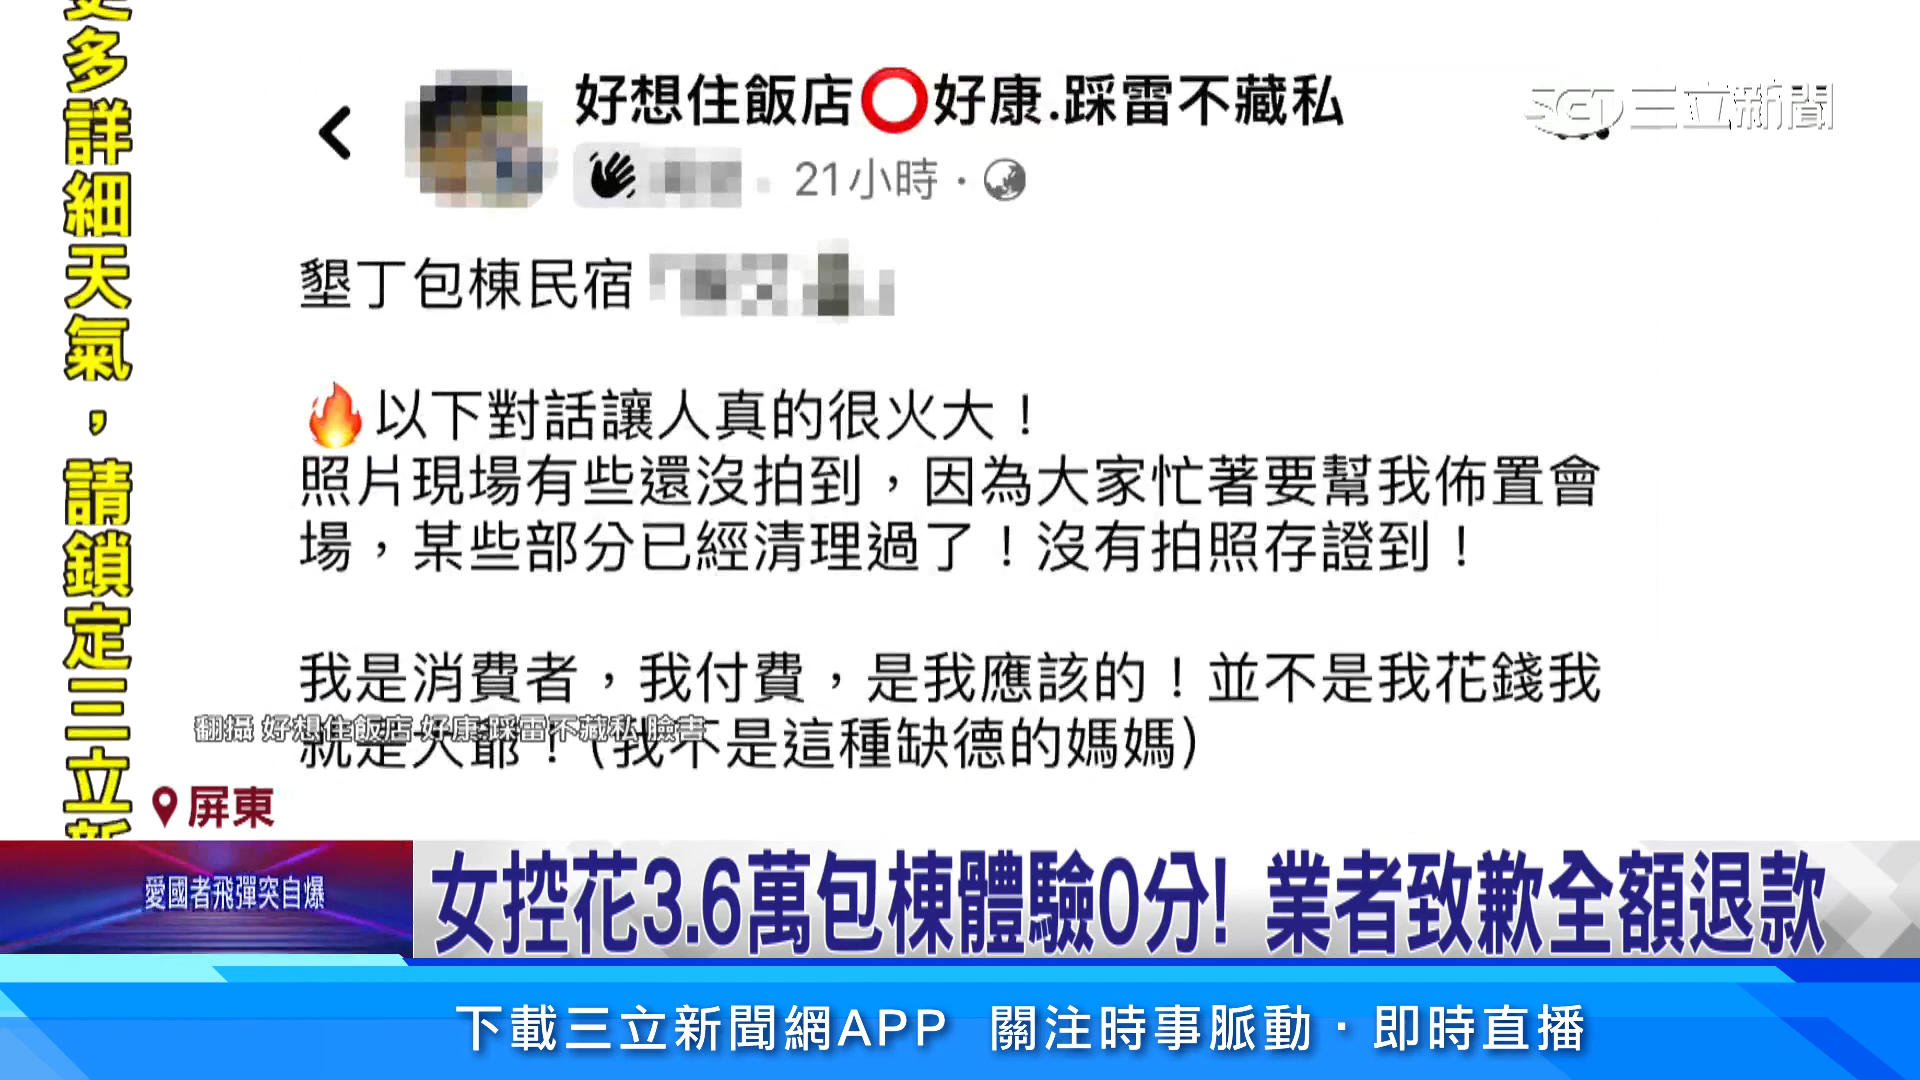 更多詳細天氣，請鎖定三立新
好想住飯店⭕好康.踩雷不藏私
21小時
SET三立新聞
墾丁包棟民宿
🔥以下對話讓人真的很火大！
照片現場有些還沒拍到，因為大家忙著要幫我佈置會
場，某些部分已經清理過了！沒有拍照存證到！
我是消費者，我付費，是我應該的！並不是我花錢我
就是大爺！(我不是這種缺德的媽媽)
翻攝 好想住飯店 好康.踩雷不藏私 臉書
屏東
愛國者飛彈突自爆
女控花3.6萬包棟體驗0分! 業者致歉全額退款
下載三立新聞網APP 關注時事脈動·即時直播